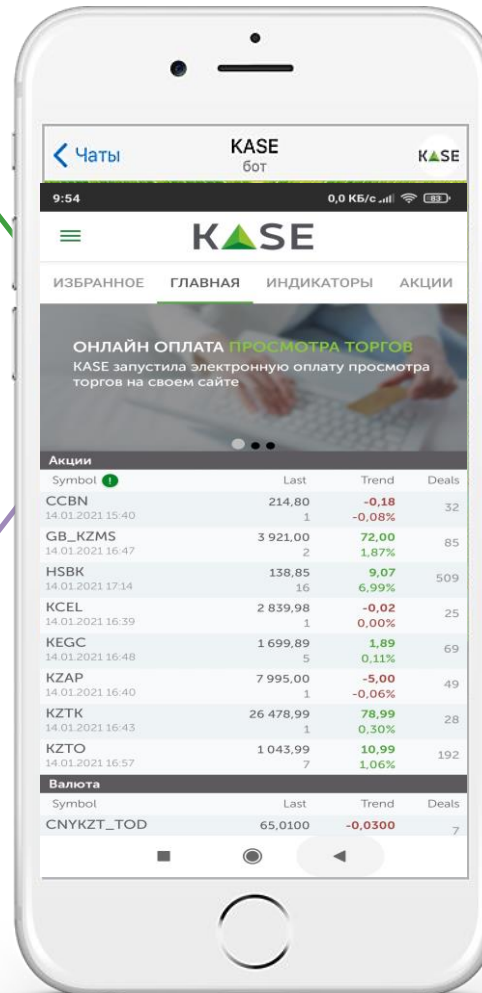 Чаты
KASE
бот
KASE
9:54
0,0 КБ/с 83
KASE
ИЗБРАННОЕ ГЛАВНАЯ ИНДИКАТОРЫ АКЦИИ
ОНЛАЙН ОПЛАТА ПРОСМОТРА ТОРГОВ
KASE запустила электронную оплату просмотра
торгов на своем сайте
Акции
Symbol ! Last Trend Deals
CCBN 214,80 -0,18 32
14.01.2021 15:40 1 -0,08%
GB_KZMS 3 921,00 72,00 85
14.01.2021 16:47 2 1,87%
HSBK 138,85 9,07 509
14.01.2021 17:14 16 6,99%
KCEL 2 839,98 -0,02 25
14.01.2021 16:39 1 0,00%
KEGC 1 699,89 1,89 69
14.01.2021 16:48 5 0,11%
KZAP 7 995,00 -5,00 49
14.01.2021 16:40 1 -0,06%
KZTK 26 478,99 78,99 28
14.01.2021 16:43 1 0,30%
KZTO 1 043,99 10,99 192
14.01.2021 16:57 7 1,06%
Валюта
Symbol Last Trend Deals
CNYKZT_TOD 65,0100 -0,0300 7